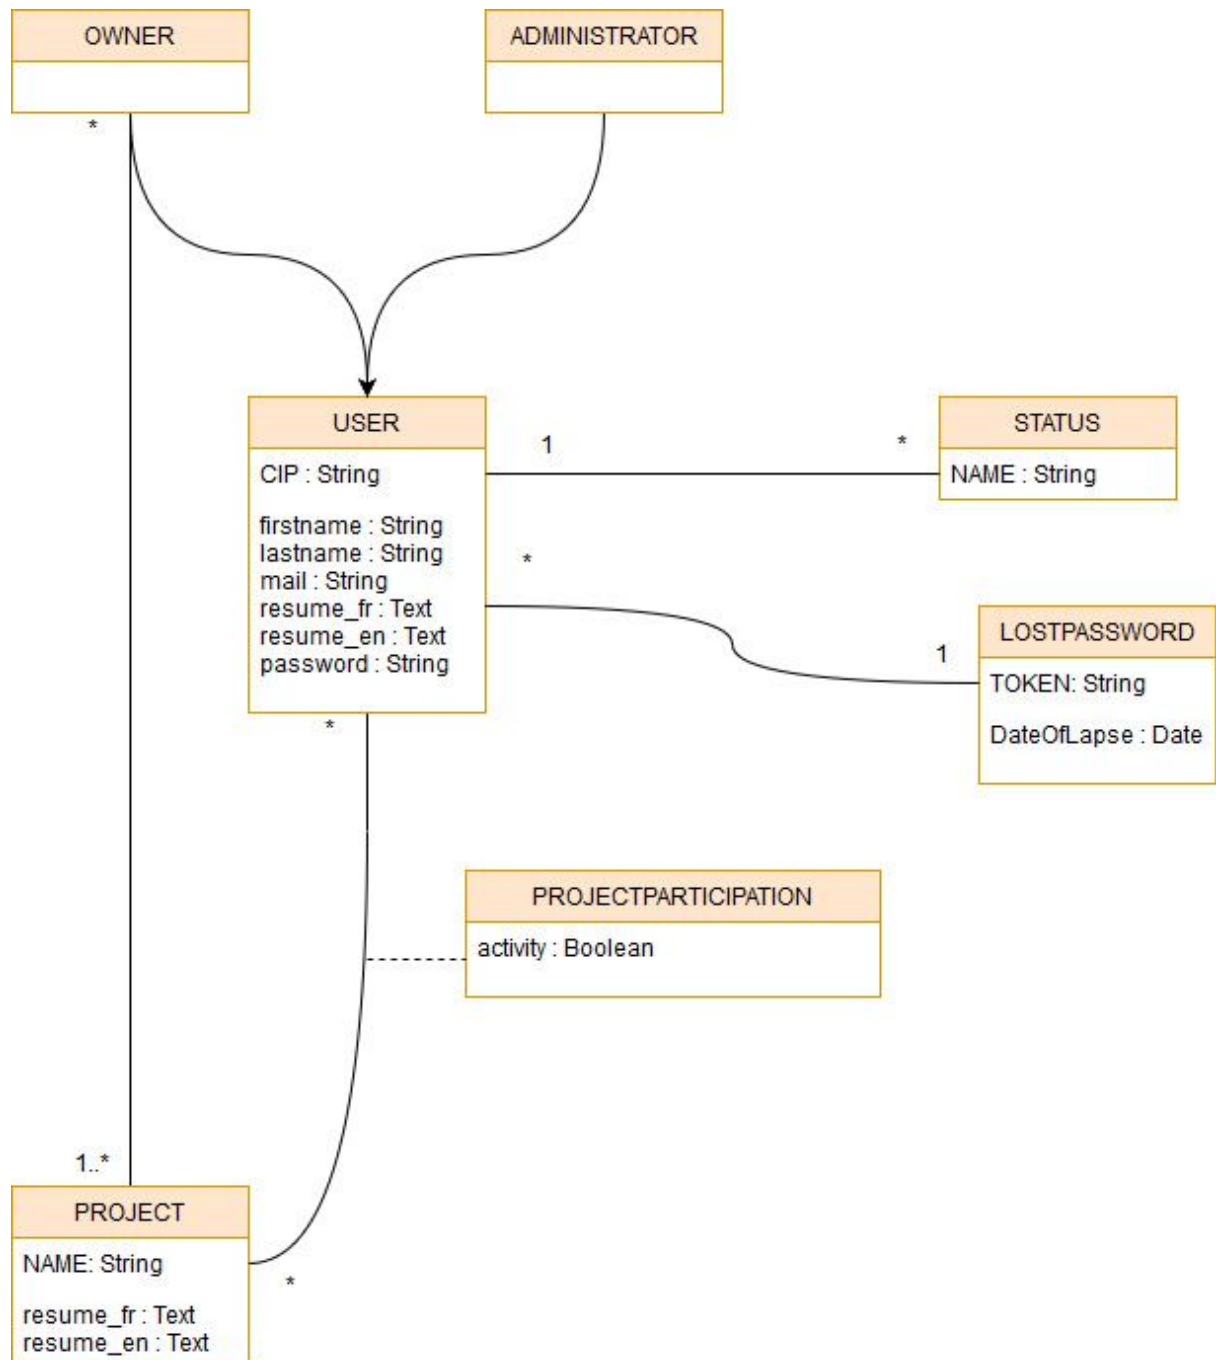 OWNER
ADMINISTRATOR
*
USER
CIP : String
firstname : String
lastname : String
mail : String
resume_fr : Text
resume_en : Text
password : String
1
*
STATUS
NAME : String
*
1
LOSTPASSWORD
TOKEN: String
DateOfLapse : Date
*
PROJECTPARTICIPATION
activity : Boolean
1..*
PROJECT
NAME: String
resume_fr : Text
resume_en : Text
*